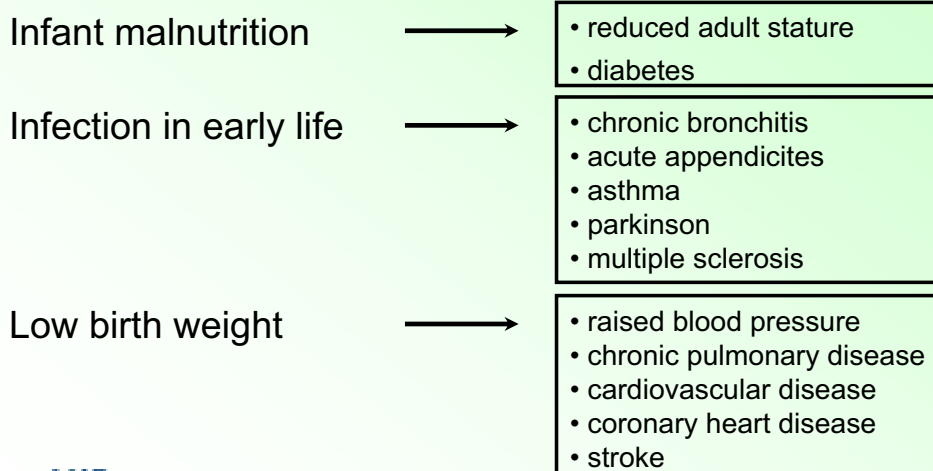 Infant malnutrition
• reduced adult stature
• diabetes
Infection in early life
• chronic bronchitis
• acute appendicites
• asthma
• parkinson
• multiple sclerosis
Low birth weight
• raised blood pressure
• chronic pulmonary disease
• cardiovascular disease
• coronary heart disease
• stroke